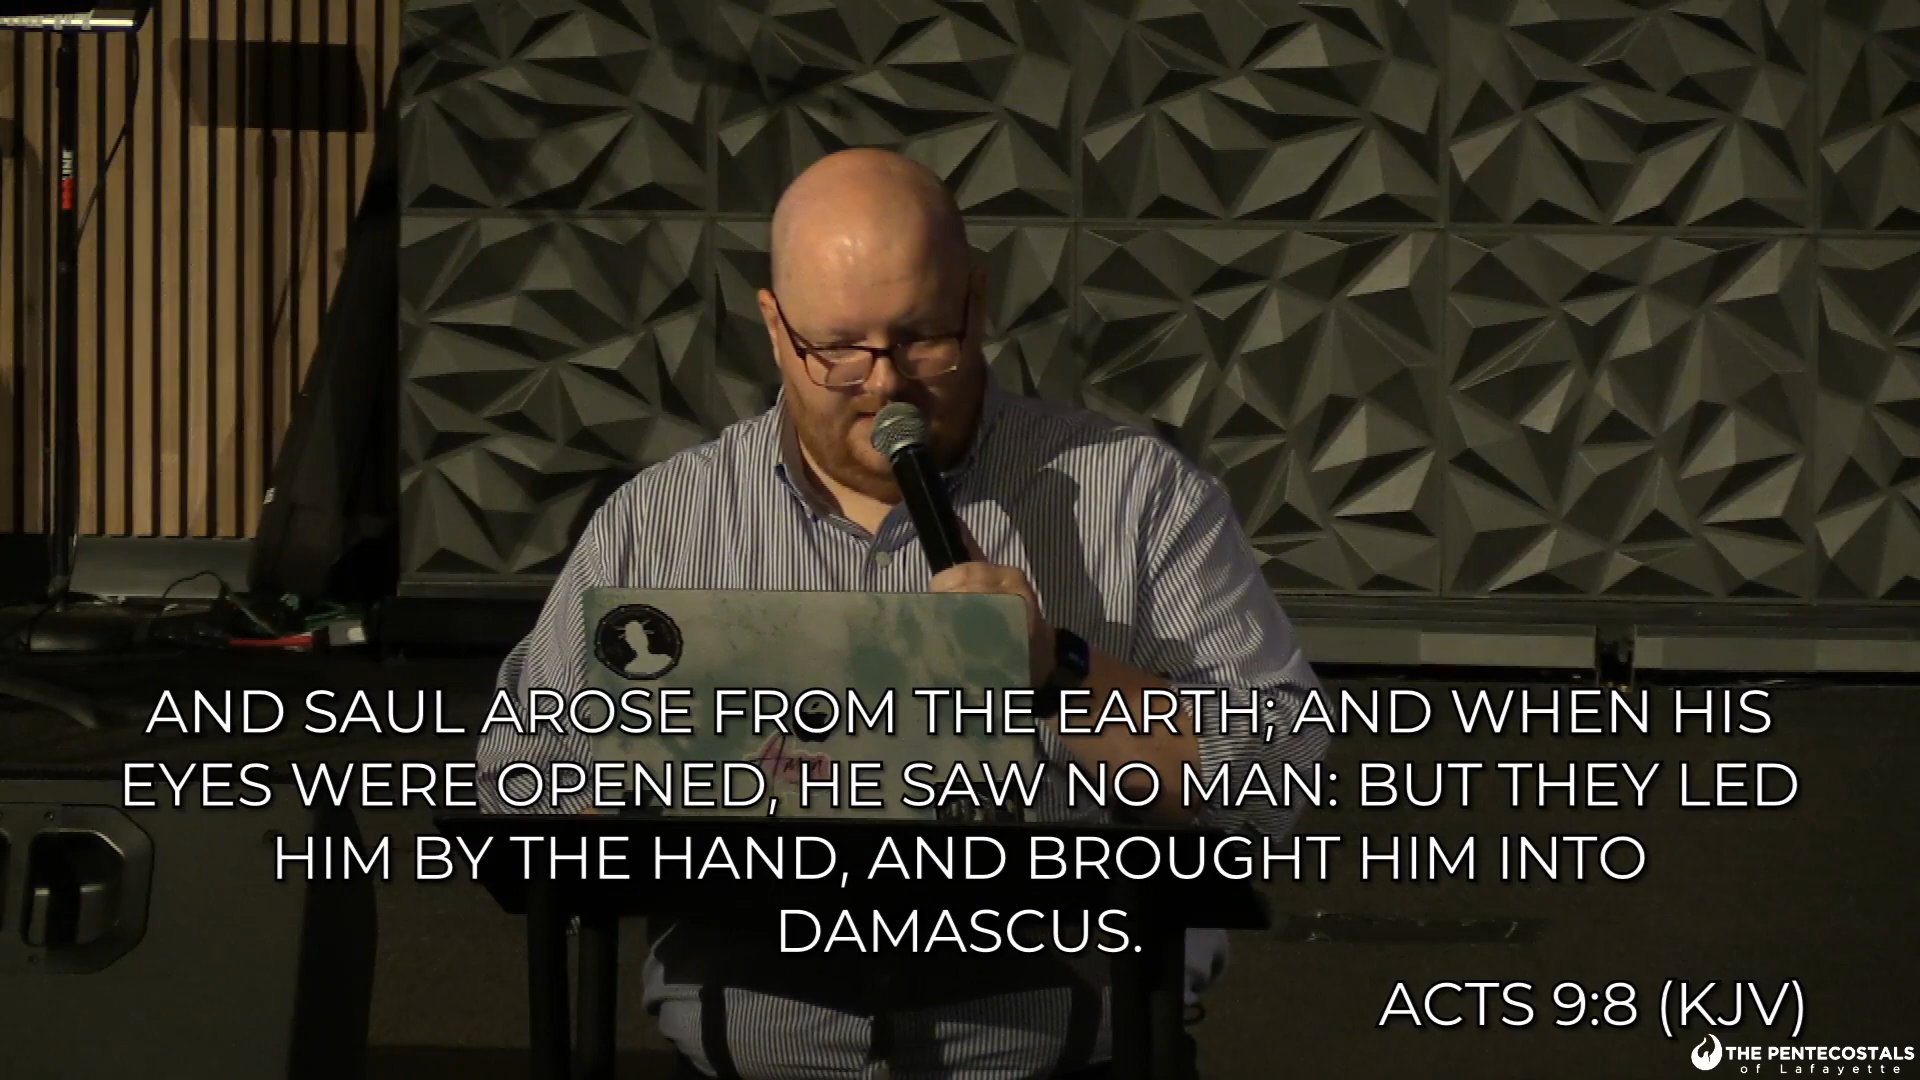 AND SAUL AROSE FROM THE EARTH; AND WHEN HIS
EYES WERE OPENED, HE SAW NO MAN: BUT THEY LED
HIM BY THE HAND, AND BROUGHT HIM INTO
DAMASCUS.
ACTS 9:8 (KJV)
THE PENTECOSTALS
of Lafayette